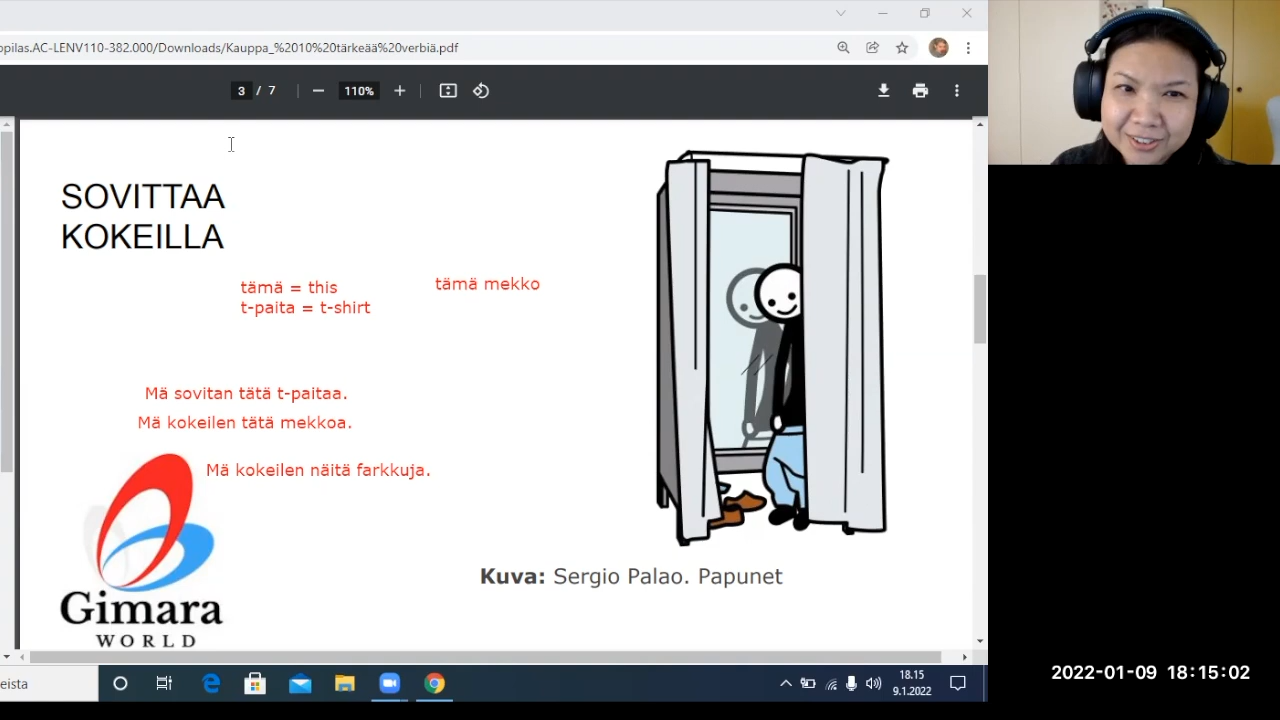 opilas.AC-LENV110-382.000/Downloads/Kauppa_%2010%20tärkeää%20verbiä.pdf
3 / 7
110%
SOVITTAA
KOKEILLA
tämä = this
t-paita = t-shirt
tämä mekko
Mä sovitan tätä t-paitaa.
Mä kokeilen tätä mekkoa.
Mä kokeilen näitä farkkuja.
Gimara
WORLD
Kuva: Sergio Palao. Papunet
eista
18.15
9.1.2022
2022-01-09 18:15:02